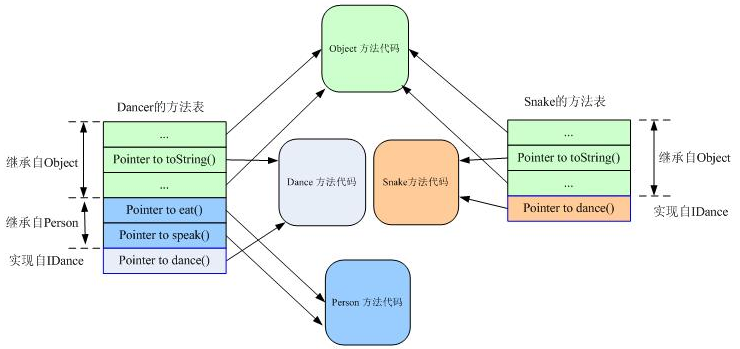 Object 方法代码
Dancer的方法表
...
Pointer to toString()
...
Pointer to eat()
Pointer to speak()
Pointer to dance()
继承自Object
继承自Person
实现自IDance
Dance 方法代码
Snake方法代码
Person 方法代码
Snake的方法表
...
Pointer to toString()
...
Pointer to dance()
继承自Object
实现自IDance